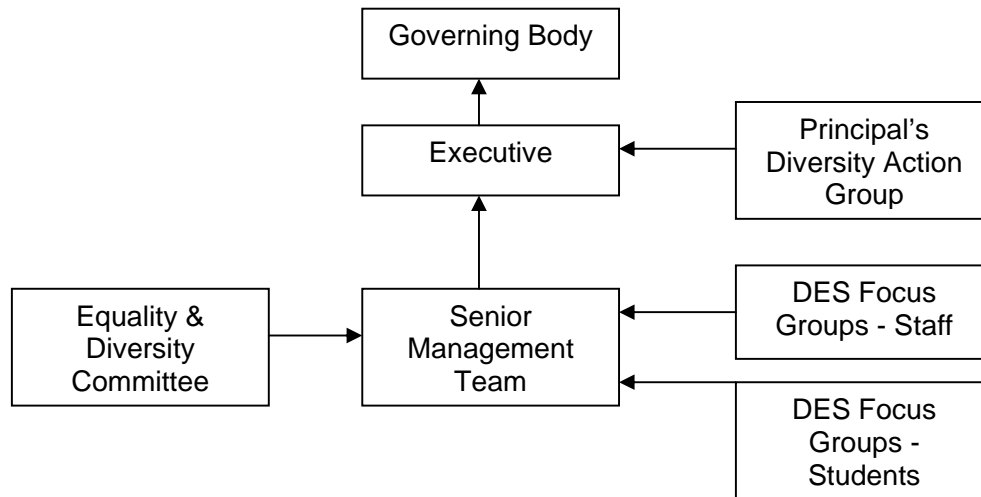 Governing Body
Executive
Principal’s
Diversity Action
Group
Equality &
Diversity
Committee
Senior
Management
Team
DES Focus
Groups - Staff
DES Focus
Groups -
Students